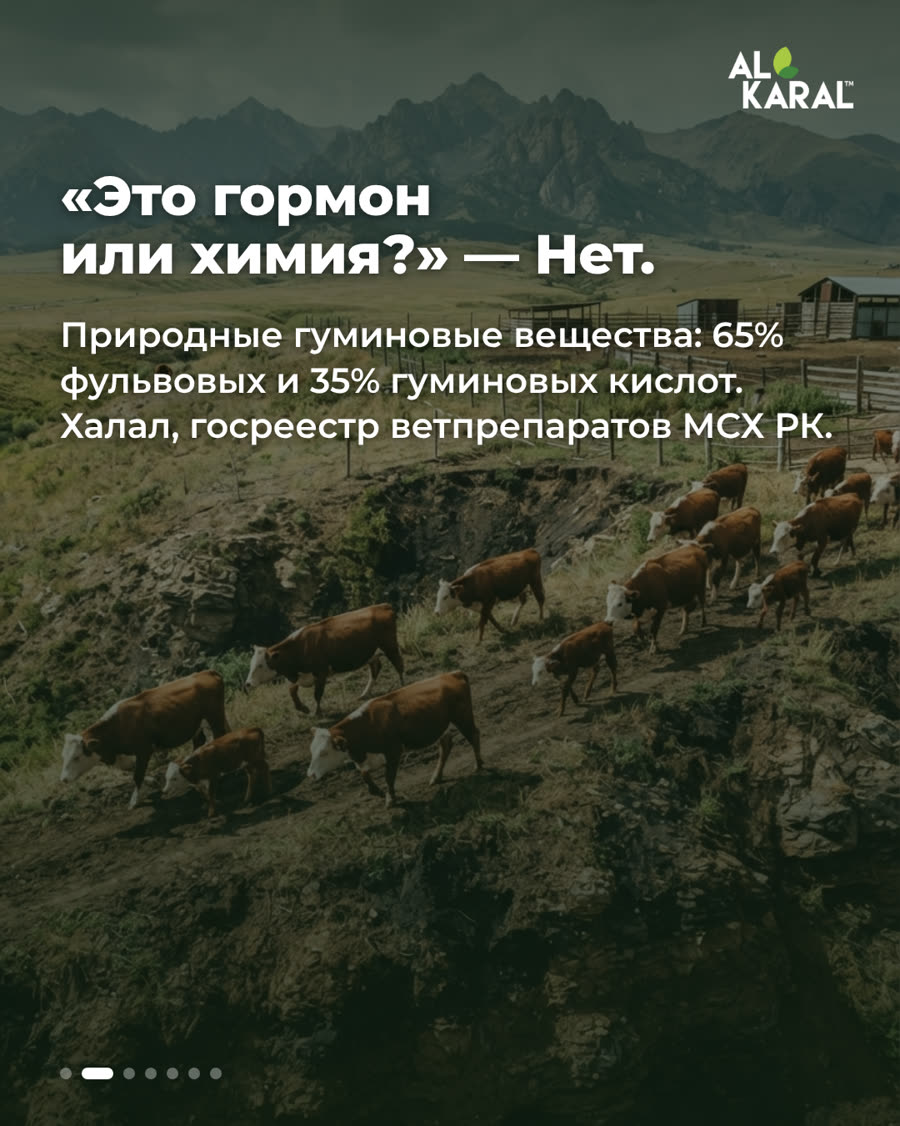 AL
KARAL™
«Это гормон
или химия?» — Нет.
Природные гуминовые вещества: 65%
фульвовых и 35% гуминовых кислот.
Халал, госреестр ветпрепаратов МСХ РК.